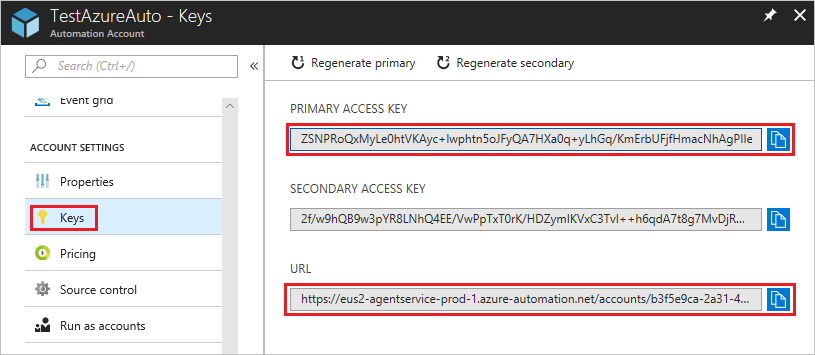 TestAzureAuto - Keys
Automation Account
Search (Ctrl+/)
Event grid
ACCOUNT SETTINGS
Properties
Keys
Pricing
Source control
Run as accounts
Regenerate primary
Regenerate secondary
PRIMARY ACCESS KEY
ZSNPRoQxMyLe0htVKAyc+Iwphtn5oJFyQA7HXa0q+yLhGq/KmErbUFjfHmacNhAgPIIe
SECONDARY ACCESS KEY
2f/w9hQB9w3pYR8LNhQ4EE/VwPpTxT0rK/HDZymIKVxC3TvI++h6qdA7t8g7MvDjR...
URL
https://eus2-agentservice-prod-1.azure-automation.net/accounts/b3f5e9ca-2a31-4...